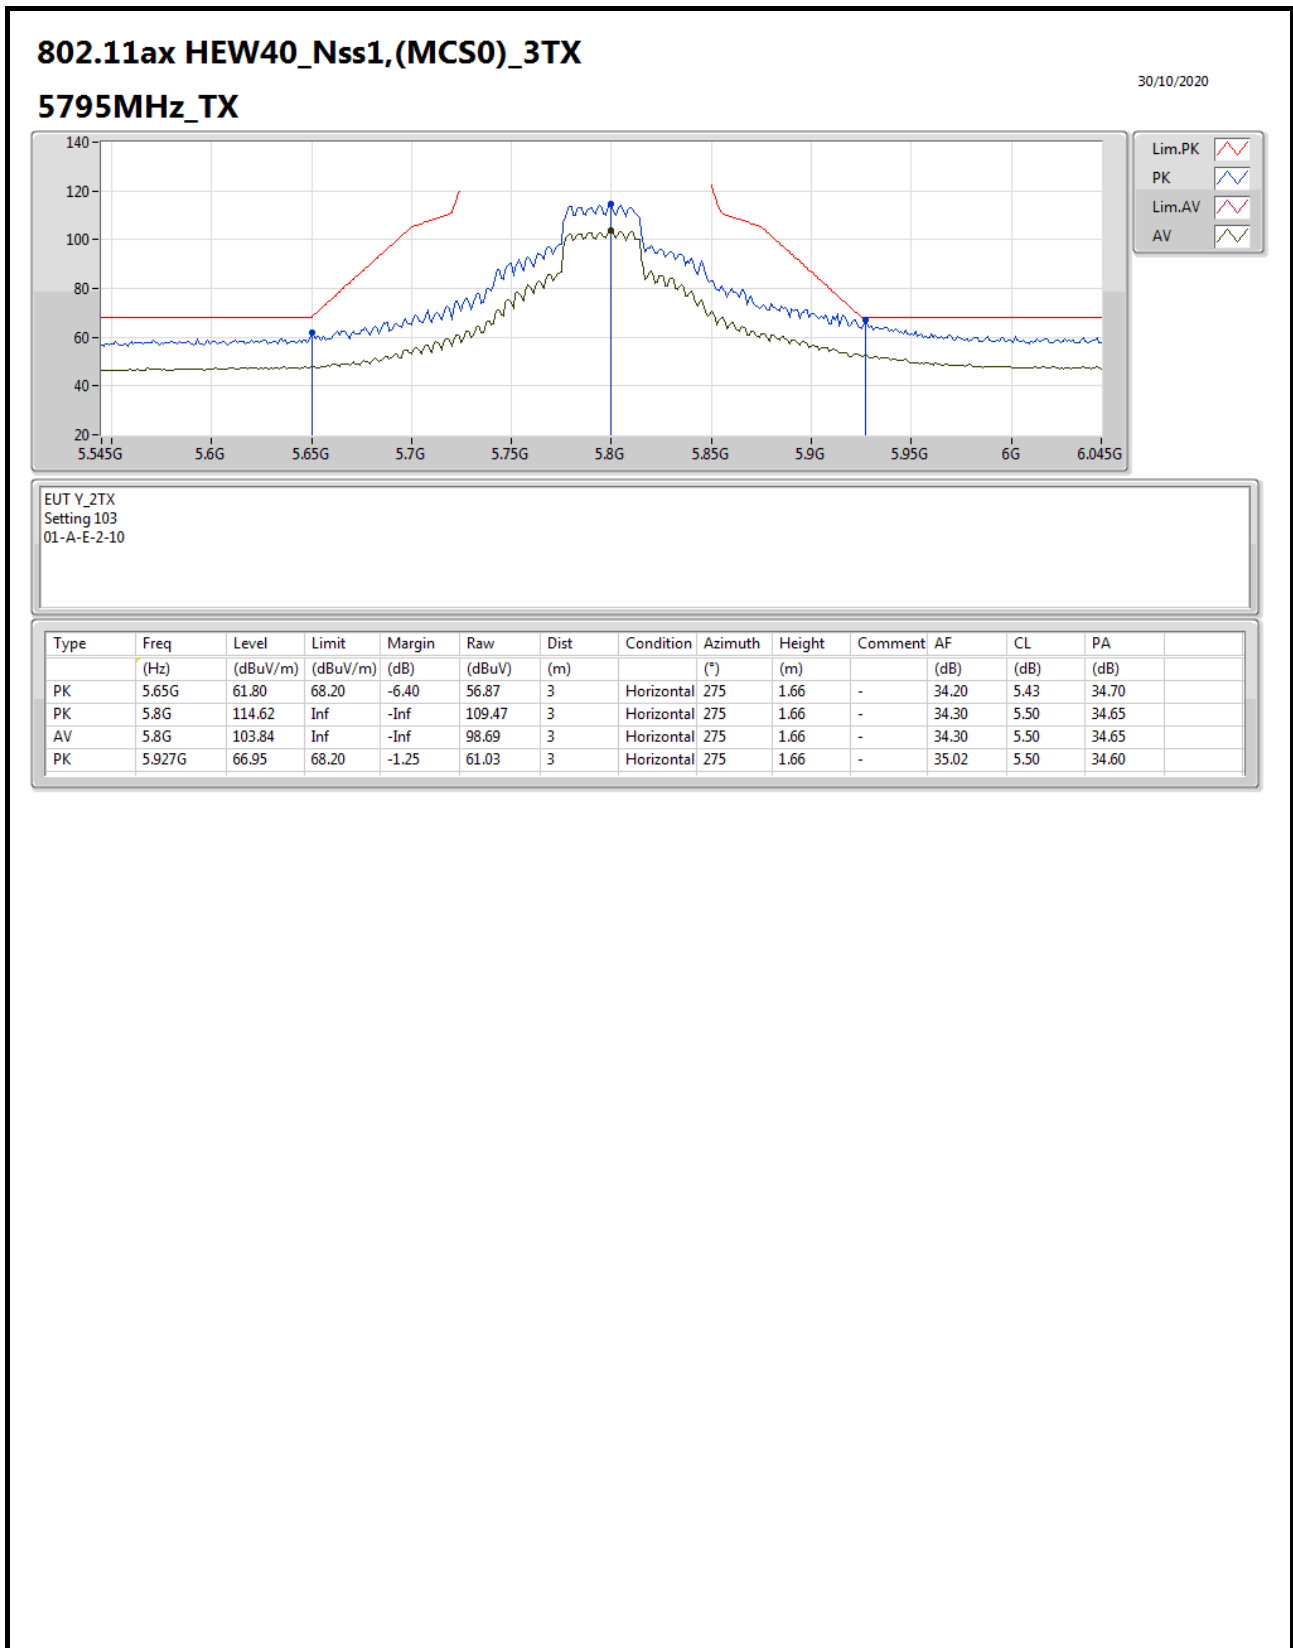 802.11ax HEW40_Nss1,(MCS0)_3TX
30/10/2020
5795MHz_TX
140
120
100
80
60
40
20
5.545G 5.6G 5.65G 5.7G 5.75G 5.8G 5.85G 5.9G 5.95G 6G 6.045G
Lim.PK
PK
Lim.AV
AV
EUT Y_2TX
Setting 103
01-A-E-2-10
Type Freq Level Limit Margin Raw Dist Condition Azimuth Height Comment AF CL PA
(Hz) (dBuV/m) (dBuV/m) (dB) (dBuV) (m) (°) (m) (dB) (dB) (dB)
PK 5.65G 61.80 68.20 -6.40 56.87 3 Horizontal 275 1.66 - 34.20 5.43 34.70
PK 5.8G 114.62 Inf -Inf 109.47 3 Horizontal 275 1.66 - 34.30 5.50 34.65
AV 5.8G 103.84 Inf -Inf 98.69 3 Horizontal 275 1.66 - 34.30 5.50 34.65
PK 5.927G 66.95 68.20 -1.25 61.03 3 Horizontal 275 1.66 - 35.02 5.50 34.60